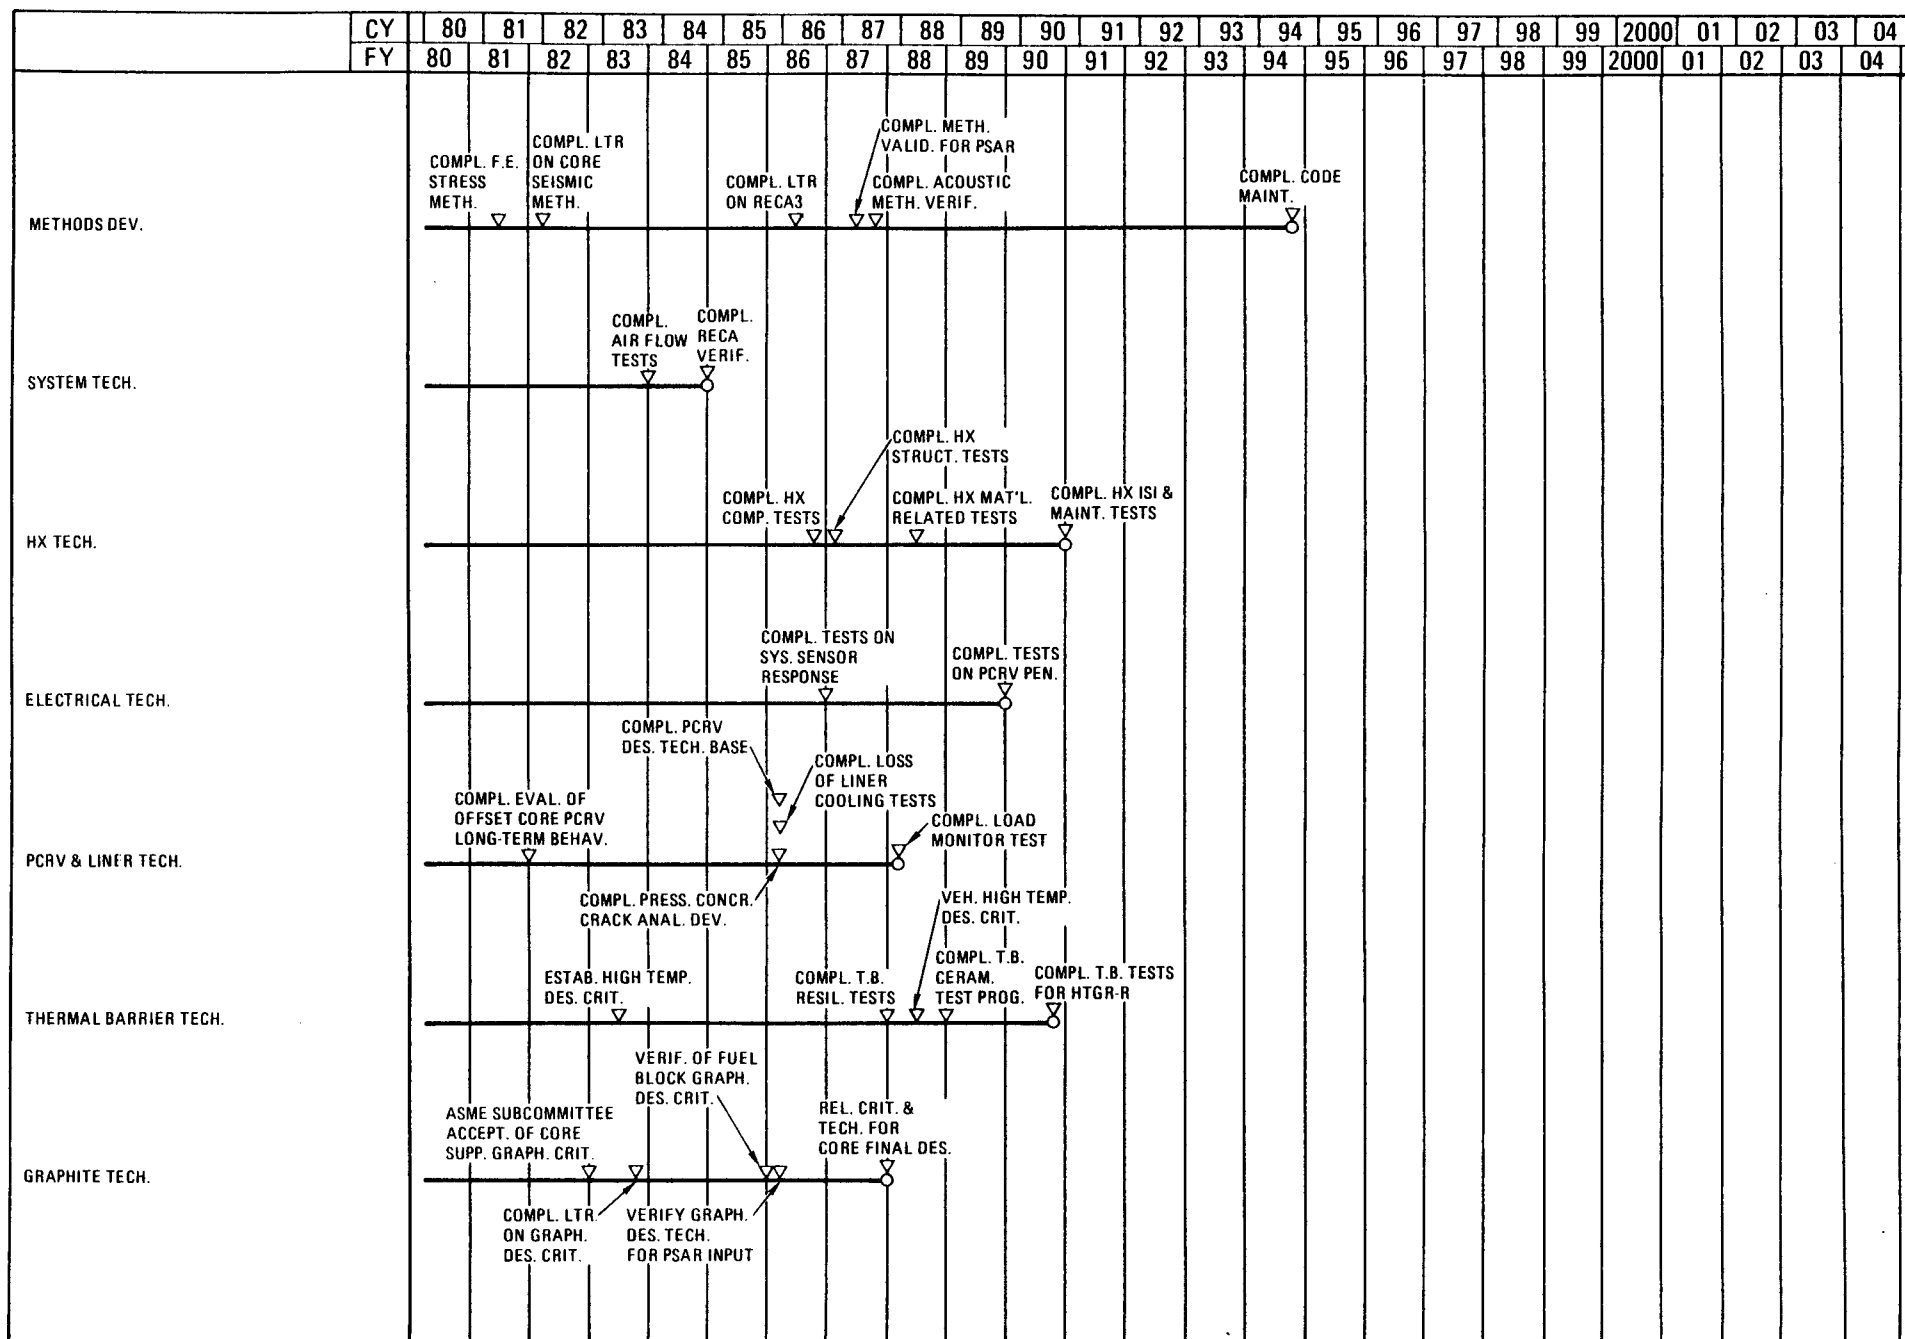 CY 80 81 82 83 84 85 86 87 88 89 90 91 92 93 94 95 96 97 98 99 2000 01 02 03 04
FY 80 81 82 83 84 85 86 87 88 89 90 91 92 93 94 95 96 97 98 99 2000 01 02 03 04
METHODS DEV.
COMPL. F.E.
STRESS
METH.
COMPL. LTR
ON CORE
SEISMIC
METH.
COMPL. LTR
ON RECA3
COMPL. METH.
VALID. FOR PSAR
COMPL. ACOUSTIC
METH. VERIF.
COMPL. CODE
MAINT.
SYSTEM TECH.
COMPL.
AIR FLOW
TESTS
COMPL.
RECA
VERIF.
HX TECH.
COMPL. HX
COMP. TESTS
COMPL. HX
STRUCT. TESTS
COMPL. HX MAT'L.
RELATED TESTS
COMPL. HX ISI &
MAINT. TESTS
ELECTRICAL TECH.
COMPL. TESTS ON
SYS. SENSOR
RESPONSE
COMPL. TESTS
ON PCRV PEN.
PCRV & LINER TECH.
COMPL. EVAL. OF
OFFSET CORE PCRV
LONG-TERM BEHAV.
COMPL. PCRV
DES. TECH. BASE
COMPL. LOSS
OF LINER
COOLING TESTS
COMPL. PRESS. CONCR.
CRACK ANAL. DEV.
COMPL. LOAD
MONITOR TEST
THERMAL BARRIER TECH.
ESTAB. HIGH TEMP.
DES. CRIT.
COMPL. T.B.
RESIL. TESTS
VEH. HIGH TEMP.
DES. CRIT.
COMPL. T.B.
CERAM.
TEST PROG.
COMPL. T.B. TESTS
FOR HTGR-R
GRAPHITE TECH.
ASME SUBCOMMITTEE
ACCEPT. OF CORE
SUPP. GRAPH. CRIT.
COMPL. LTR.
ON GRAPH.
DES. CRIT.
VERIF. OF FUEL
BLOCK GRAPH.
DES. CRIT.
VERIFY GRAPH.
DES. TECH.
FOR PSAR INPUT
REL. CRIT. &
TECH. FOR
CORE FINAL DES.